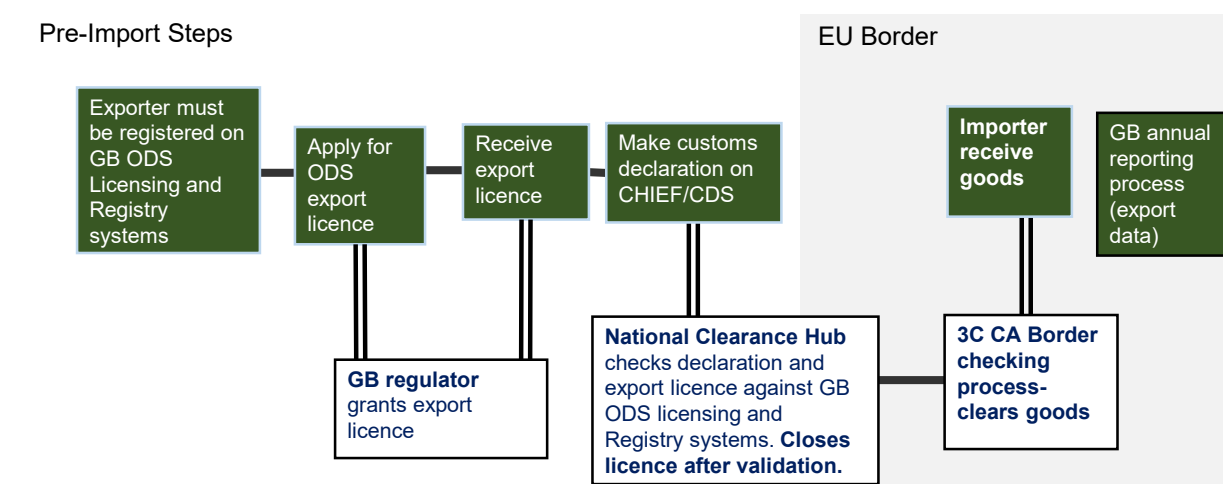 Pre-Import Steps
EU Border
Exporter must
be registered on
GB ODS
Licensing and
Registry
systems
Apply for
ODS
export
licence
Receive
export
licence
Make customs
declaration on
CHIEF/CDS
Importer
receive
goods
GB annual
reporting
process
(export
data)
GB regulator
grants export
licence
National Clearance Hub
checks declaration and
export licence against GB
ODS licensing and
Registry systems. Closes
licence after validation.
3C CA Border
checking
process-
clears goods